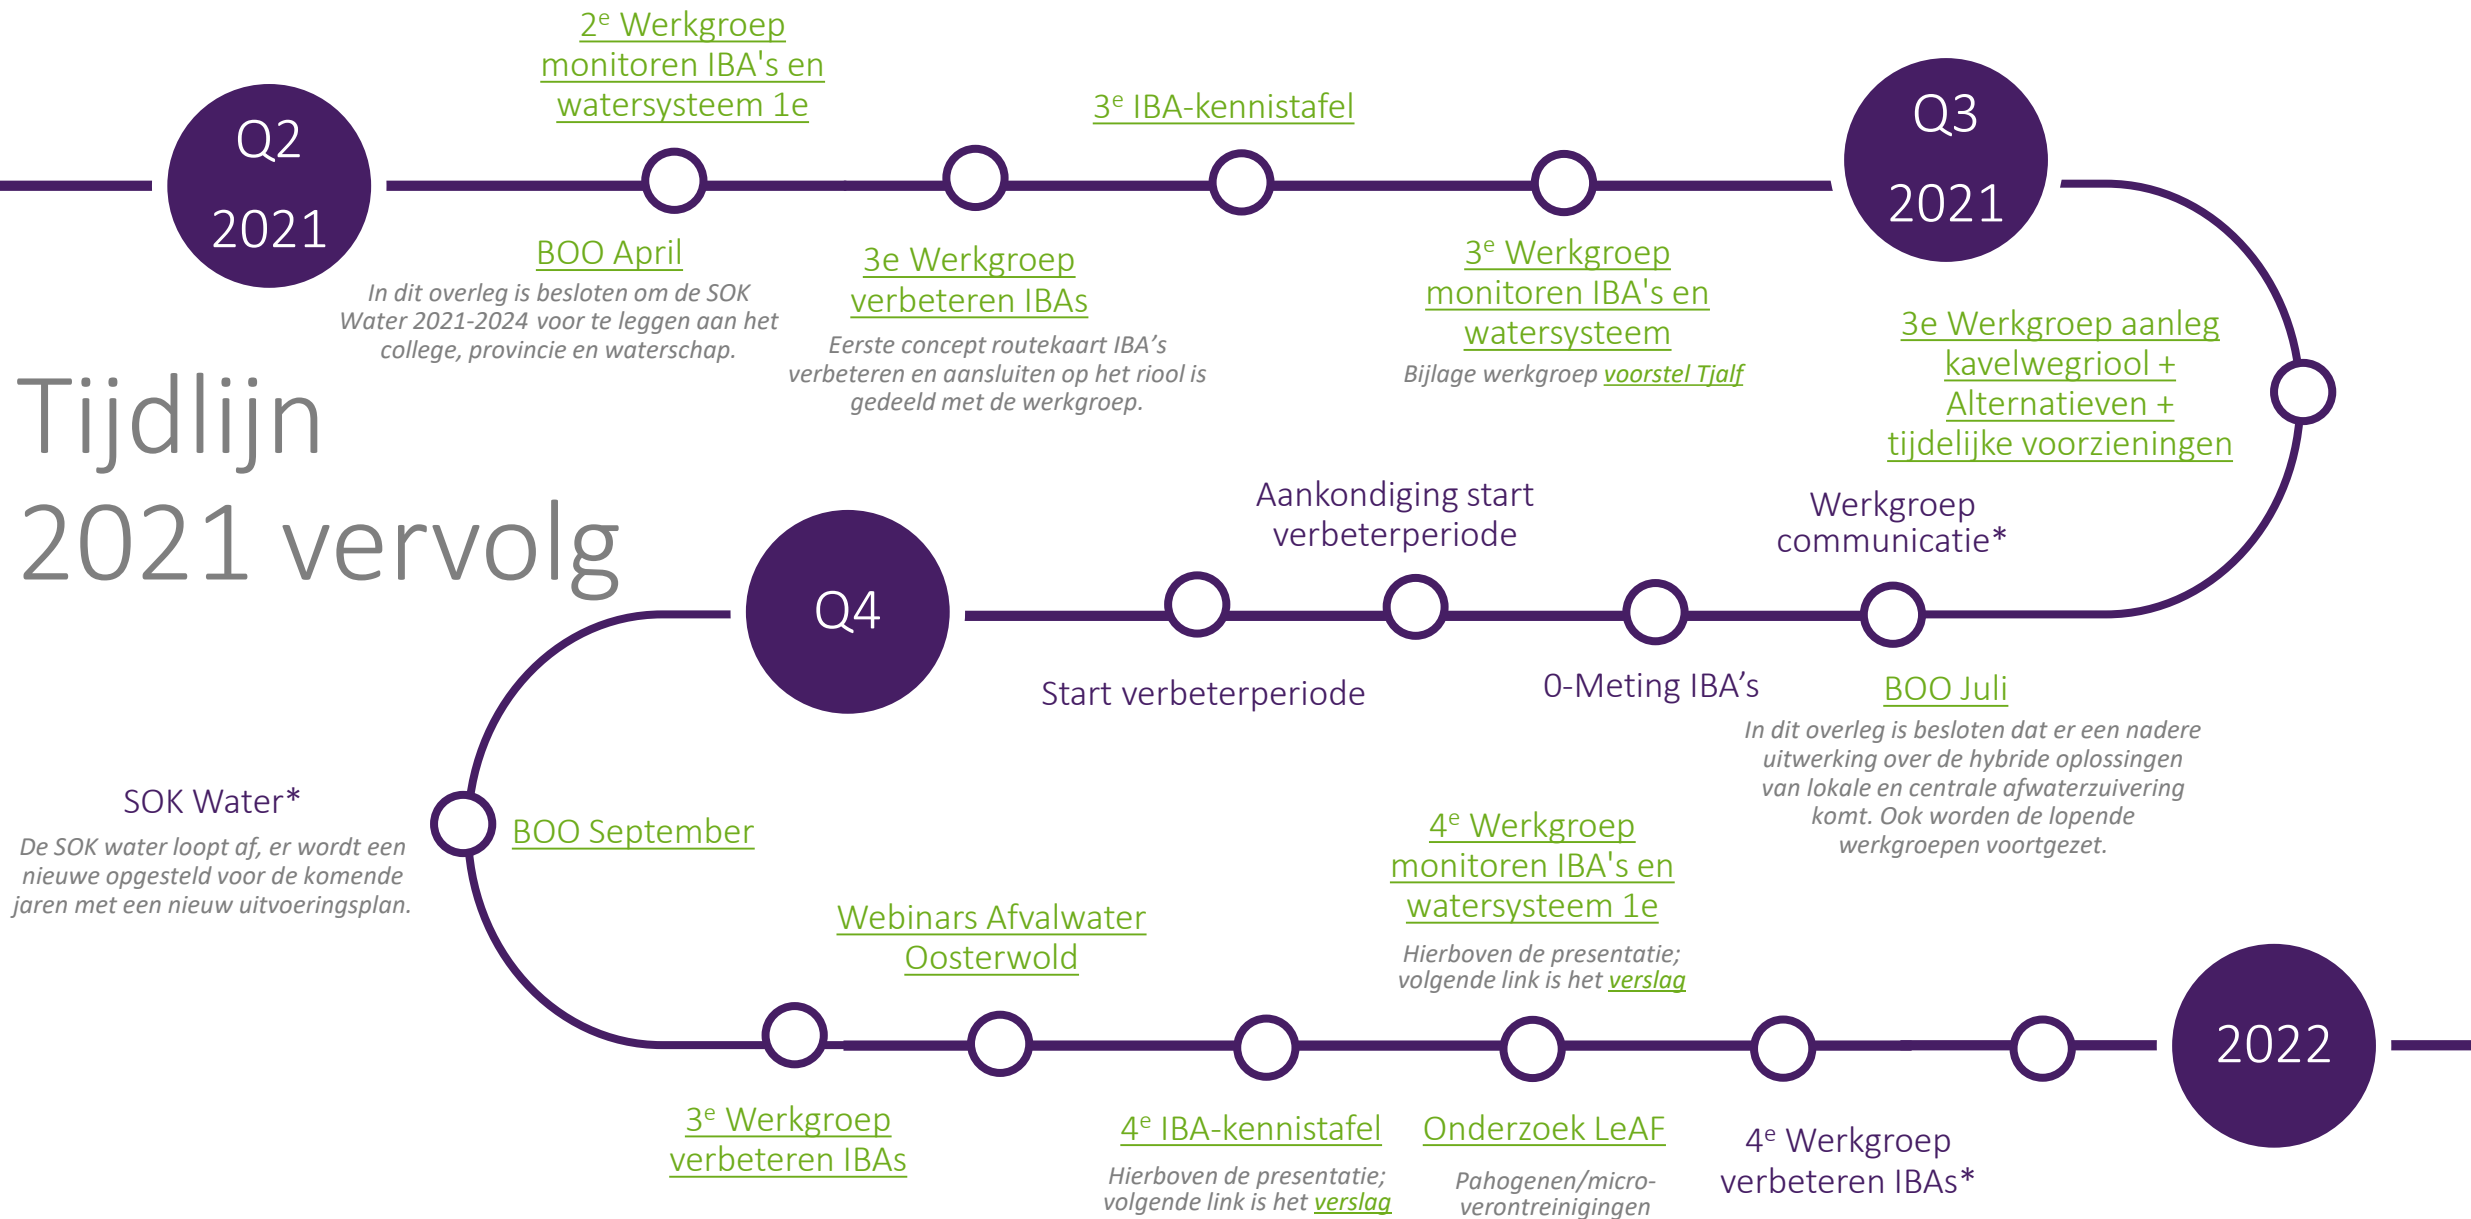 Tijdlijn
2021 vervolg
Q2
2021
2e Werkgroep
monitoren IBA's en
watersysteem 1e
BOO April
In dit overleg is besloten om de SOK
Water 2021-2024 voor te leggen aan het
college, provincie en waterschap.
3e Werkgroep
verbeteren IBAs
Eerste concept routekaart IBA’s
verbeteren en aansluiten op het riool is
gedeeld met de werkgroep.
3e IBA-kennistafel
3e Werkgroep
monitoren IBA's en
watersysteem
Bijlage werkgroep voorstel Tjalf
Q3
2021
3e Werkgroep aanleg
kavelwegriool +
Alternatieven +
tijdelijke voorzieningen
Werkgroep
communicatie*
BOO Juli
In dit overleg is besloten dat er een nadere
uitwerking over de hybride oplossingen
van lokale en centrale afwaterzuivering
komt. Ook worden de lopende
werkgroepen voortgezet.
0-Meting IBA’s
Aankondiging start
verbeterperiode
Start verbeterperiode
Q4
SOK Water*
De SOK water loopt af, er wordt een
nieuwe opgesteld voor de komende
jaren met een nieuw uitvoeringsplan.
BOO September
3e Werkgroep
verbeteren IBAs
Webinars Afvalwater
Oosterwold
4e IBA-kennistafel
Hierboven de presentatie;
volgende link is het verslag
4e Werkgroep
monitoren IBA's en
watersysteem 1e
Hierboven de presentatie;
volgende link is het verslag
Onderzoek LeAF
Pahogenen/micro-
verontreinigingen
4e Werkgroep
verbeteren IBAs*
2022